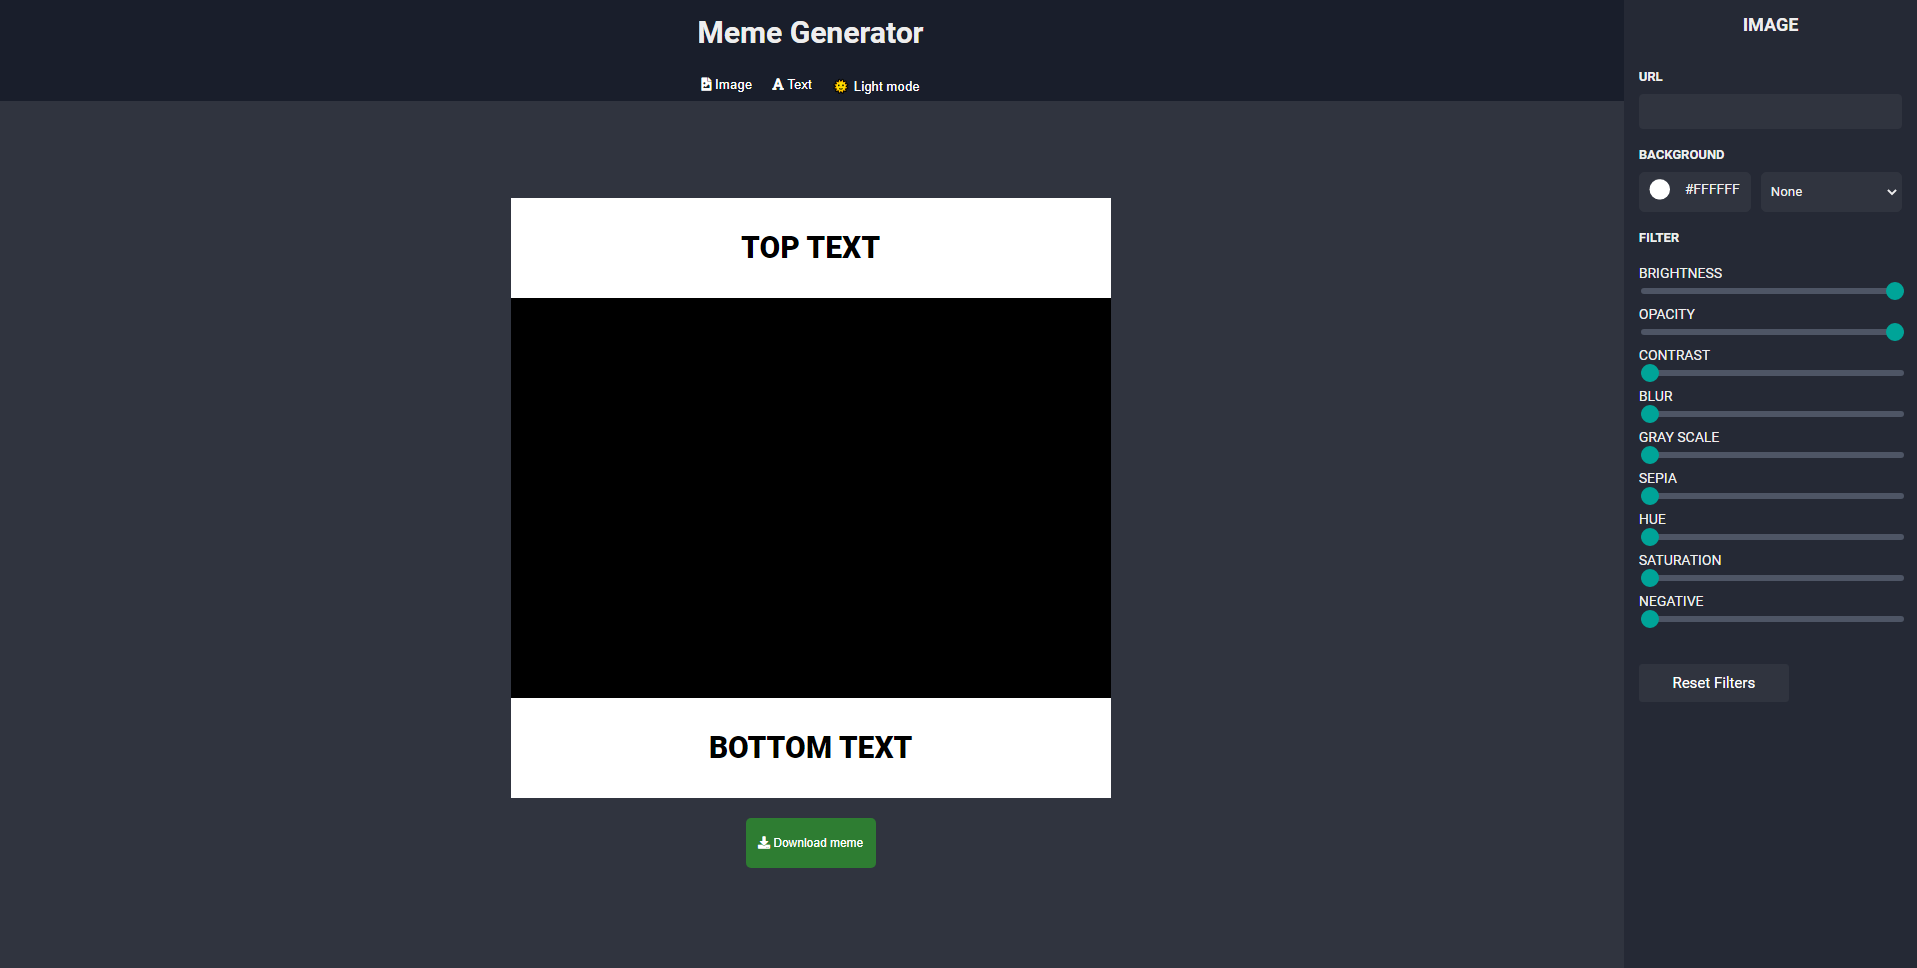 Meme Generator
Image
Text
Light mode
TOP TEXT
BOTTOM TEXT
Download meme
IMAGE
URL
BACKGROUND
#FFFFFF
None
FILTER
BRIGHTNESS
OPACITY
CONTRAST
BLUR
GRAY SCALE
SEPIA
HUE
SATURATION
NEGATIVE
Reset Filters